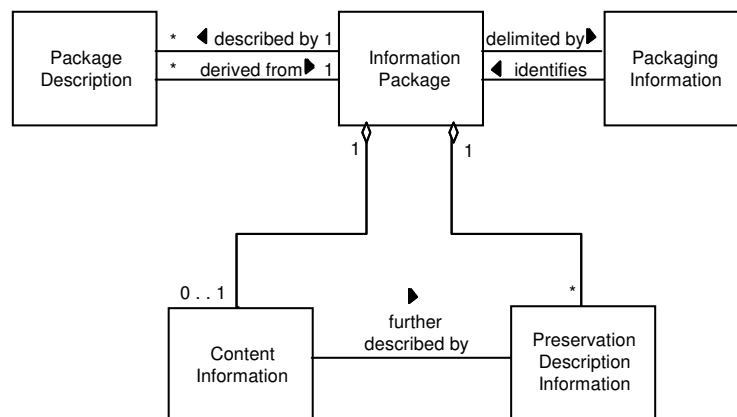 * ◀ described by 1
Package
Description
* derived from ▶ 1
Information
Package
delimited by ▶
◀ identifies
Packaging
Information
1
1
0 . . 1
*
▶
further
described by
Content
Information
Preservation
Description
Information